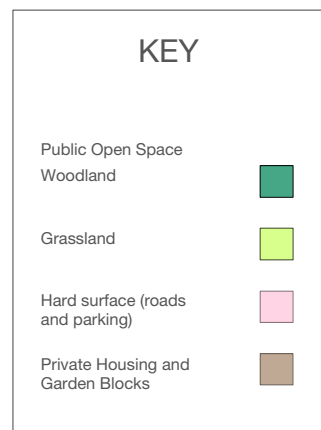 KEY
Public Open Space
Woodland
Grassland
Hard surface (roads
and parking)
Private Housing and
Garden Blocks